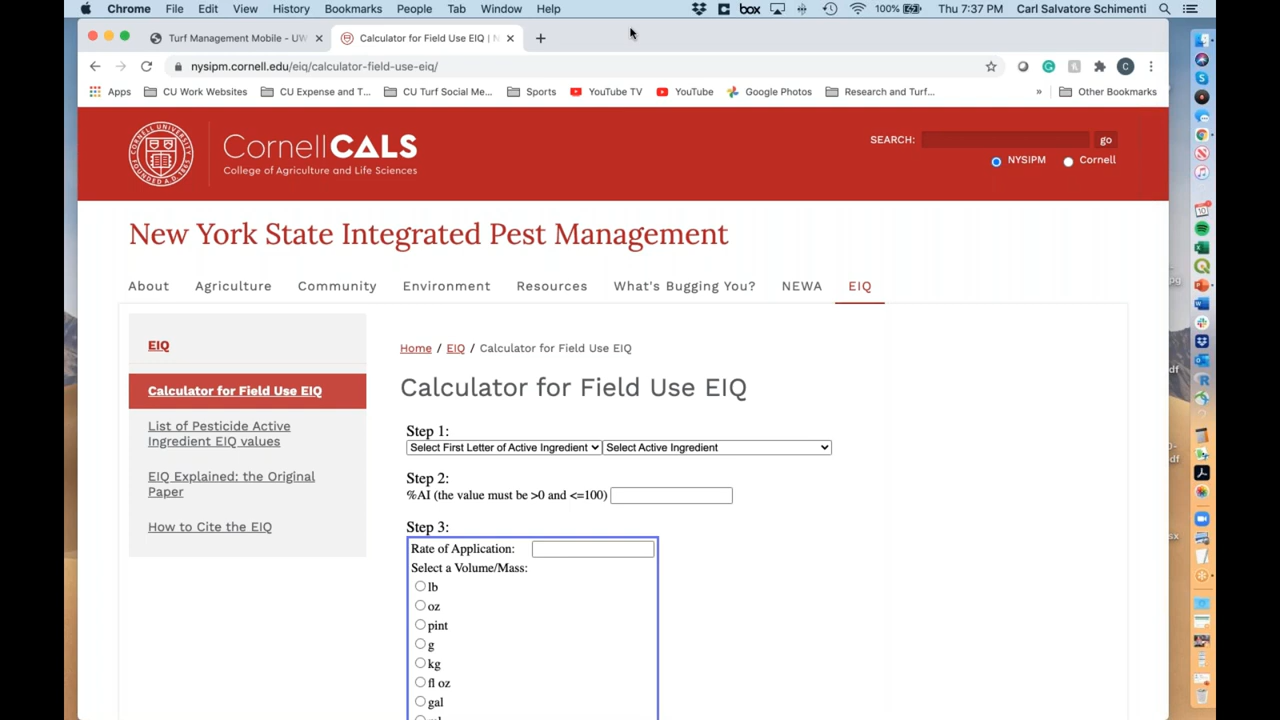 Chrome File Edit View History Bookmarks People Tab Window Help box 100% Thu 7:37 PM Carl Salvatore Schimenti
Turf Management Mobile - UW
Calculator for Field Use EIQ | N
nysipm.cornell.edu/eiq/calculator-field-use-eiq/
C
Apps CU Work Websites CU Expense and T... CU Turf Social Me... Sports YouTube TV YouTube Google Photos Research and Turf... » Other Bookmarks
CornellCALS
College of Agriculture and Life Sciences
SEARCH: go
NYSIPM Cornell
New York State Integrated Pest Management
About Agriculture Community Environment Resources What's Bugging You? NEWA EIQ
EIQ
Calculator for Field Use EIQ
List of Pesticide Active
Ingredient EIQ values
EIQ Explained: the Original
Paper
How to Cite the EIQ
Home / EIQ / Calculator for Field Use EIQ
Calculator for Field Use EIQ
Step 1:
Select First Letter of Active Ingredient Select Active Ingredient
Step 2:
%AI (the value must be >0 and <=100)
Step 3:
Rate of Application:
Select a Volume/Mass:
lb
oz
pint
g
kg
fl oz
gal